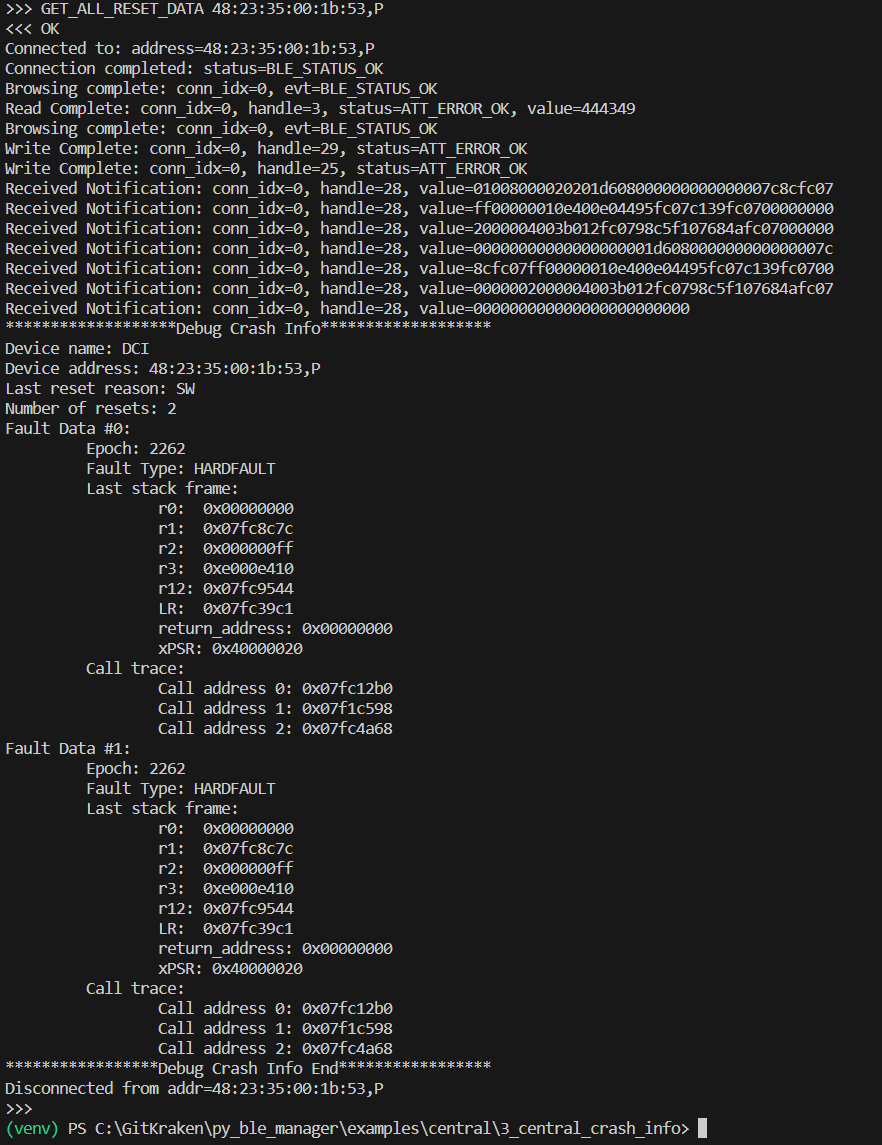 >>> GET_ALL_RESET_DATA 48:23:35:00:1b:53,P
<<< OK
Connected to: address=48:23:35:00:1b:53,P
Connection completed: status=BLE_STATUS_OK
Browsing complete: conn_idx=0, evt=BLE_STATUS_OK
Read Complete: conn_idx=0, handle=3, status=ATT_ERROR_OK, value=444349
Browsing complete: conn_idx=0, evt=BLE_STATUS_OK
Write Complete: conn_idx=0, handle=29, status=ATT_ERROR_OK
Write Complete: conn_idx=0, handle=25, status=ATT_ERROR_OK
Received Notification: conn_idx=0, handle=28, value=01008000020201d608000000000000007c8cfc07
Received Notification: conn_idx=0, handle=28, value=ff00000010e400e04495fc07c139fc0700000000
Received Notification: conn_idx=0, handle=28, value=2000004003b012fc0798c5f107684afc07000000
Received Notification: conn_idx=0, handle=28, value=00000000000000000001d608000000000000007c
Received Notification: conn_idx=0, handle=28, value=8cfc07ff00000010e400e04495fc07c139fc0700
Received Notification: conn_idx=0, handle=28, value=0000002000004003b012fc0798c5f107684afc07
Received Notification: conn_idx=0, handle=28, value=000000000000000000000000
*******************Debug Crash Info*******************
Device name: DCI
Device address: 48:23:35:00:1b:53,P
Last reset reason: SW
Number of resets: 2
Fault Data #0:
Epoch: 2262
Fault Type: HARDFAULT
Last stack frame:
r0:  0x00000000
r1:  0x07fc8c7c
r2:  0x000000ff
r3:  0xe000e410
r12: 0x07fc9544
LR:  0x07fc39c1
return_address: 0x00000000
xPSR: 0x40000020
Call trace:
Call address 0: 0x07fc12b0
Call address 1: 0x07f1c598
Call address 2: 0x07fc4a68
Fault Data #1:
Epoch: 2262
Fault Type: HARDFAULT
Last stack frame:
r0:  0x00000000
r1:  0x07fc8c7c
r2:  0x000000ff
r3:  0xe000e410
r12: 0x07fc9544
LR:  0x07fc39c1
return_address: 0x00000000
xPSR: 0x40000020
Call trace:
Call address 0: 0x07fc12b0
Call address 1: 0x07f1c598
Call address 2: 0x07fc4a68
*****************Debug Crash Info End*****************
Disconnected from addr=48:23:35:00:1b:53,P
>>>
(venv) PS C:\GitKraken\py_ble_manager\examples\central\3_central_crash_info>